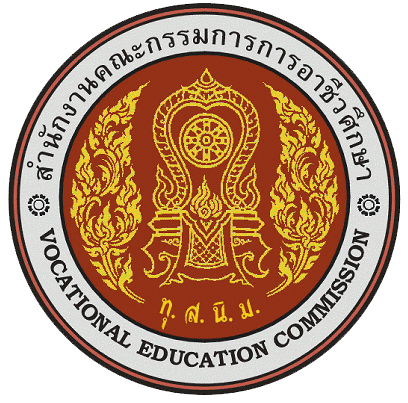 สำนักงานคณะกรรมการการอาชีวศึกษา
ทุ. ส. นิ. ม.
VOCATIONAL EDUCATION COMMISSION